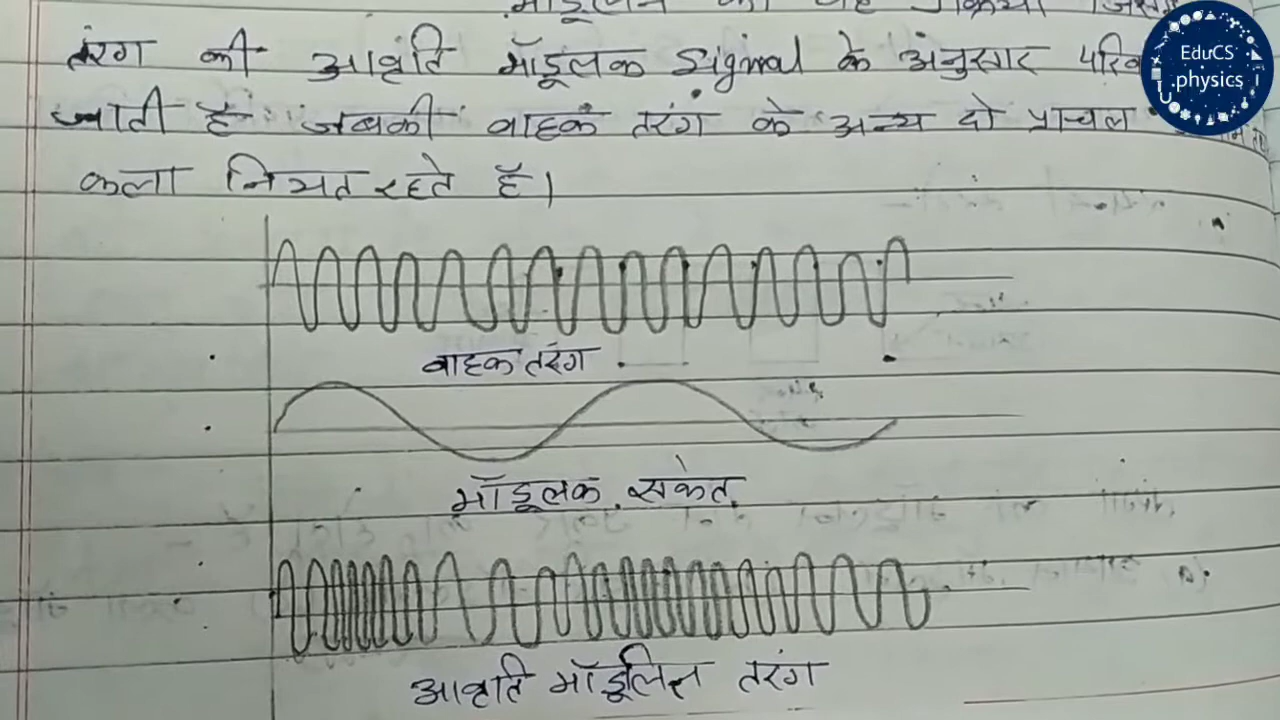 तरंग की आवृति मॉडूलक Signal के अनुसार
जाती है जबकी वाहक तरंग के अन्य दो प्राचल
कला नियत रहते है।
वाहक तरंग
मॉडूलक संकेत
आवृति मॉडूलित तरंग
EduCS
physics